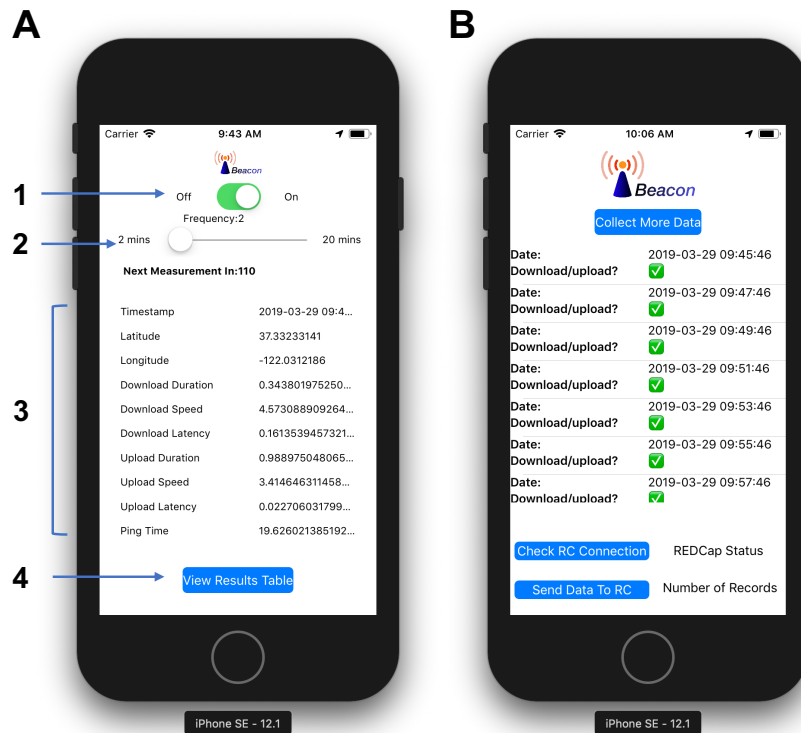 A
Carrier 9:43 AM
Beacon
1
Off On
Frequency:2
2
2 mins 20 mins
Next Measurement In:110
3
Timestamp 2019-03-29 09:4...
Latitude 37.33233141
Longitude -122.0312186
Download Duration 0.343801975250...
Download Speed 4.573088909264...
Download Latency 0.1613539457321...
Upload Duration 0.988975048065...
Upload Speed 3.414646311458...
Upload Latency 0.022706031799...
Ping Time 19.626021385192...
4
View Results Table
iPhone SE - 12.1
B
Carrier 10:06 AM
Beacon
Collect More Data
Date: 2019-03-29 09:45:46
Download/upload? ✅
Date: 2019-03-29 09:47:46
Download/upload? ✅
Date: 2019-03-29 09:49:46
Download/upload? ✅
Date: 2019-03-29 09:51:46
Download/upload? ✅
Date: 2019-03-29 09:53:46
Download/upload? ✅
Date: 2019-03-29 09:55:46
Download/upload? ✅
Date: 2019-03-29 09:57:46
Download/upload? ✅
Check RC Connection REDCap Status
Send Data To RC Number of Records
iPhone SE - 12.1